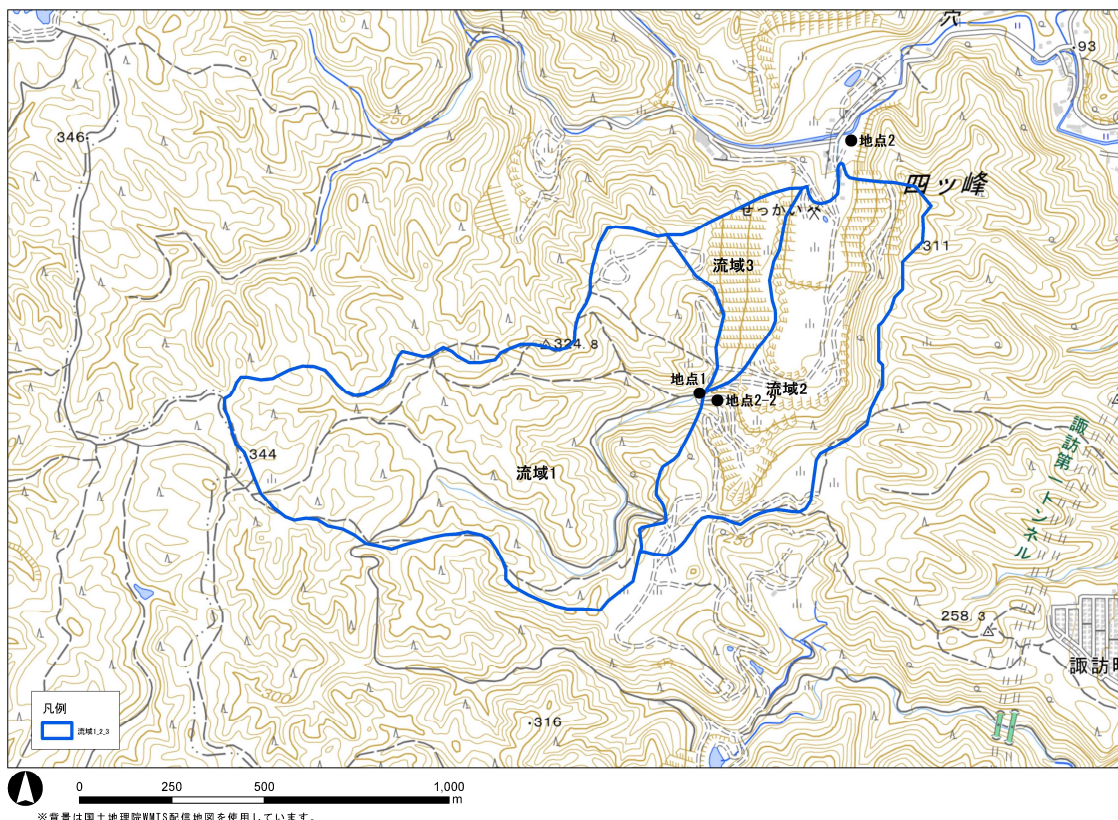 穴
93
346
250
地点2
四ッ峰
せっかい
311
流域3
324.8
地点1
地点2-2
流域2
諏訪第一トンネル
344
流域1
250
258.3
諏訪町
300
316
凡例
流域1,2,3
0 250 500 1,000
m
※背景は国土地理院WMTS配信地図を使用しています。